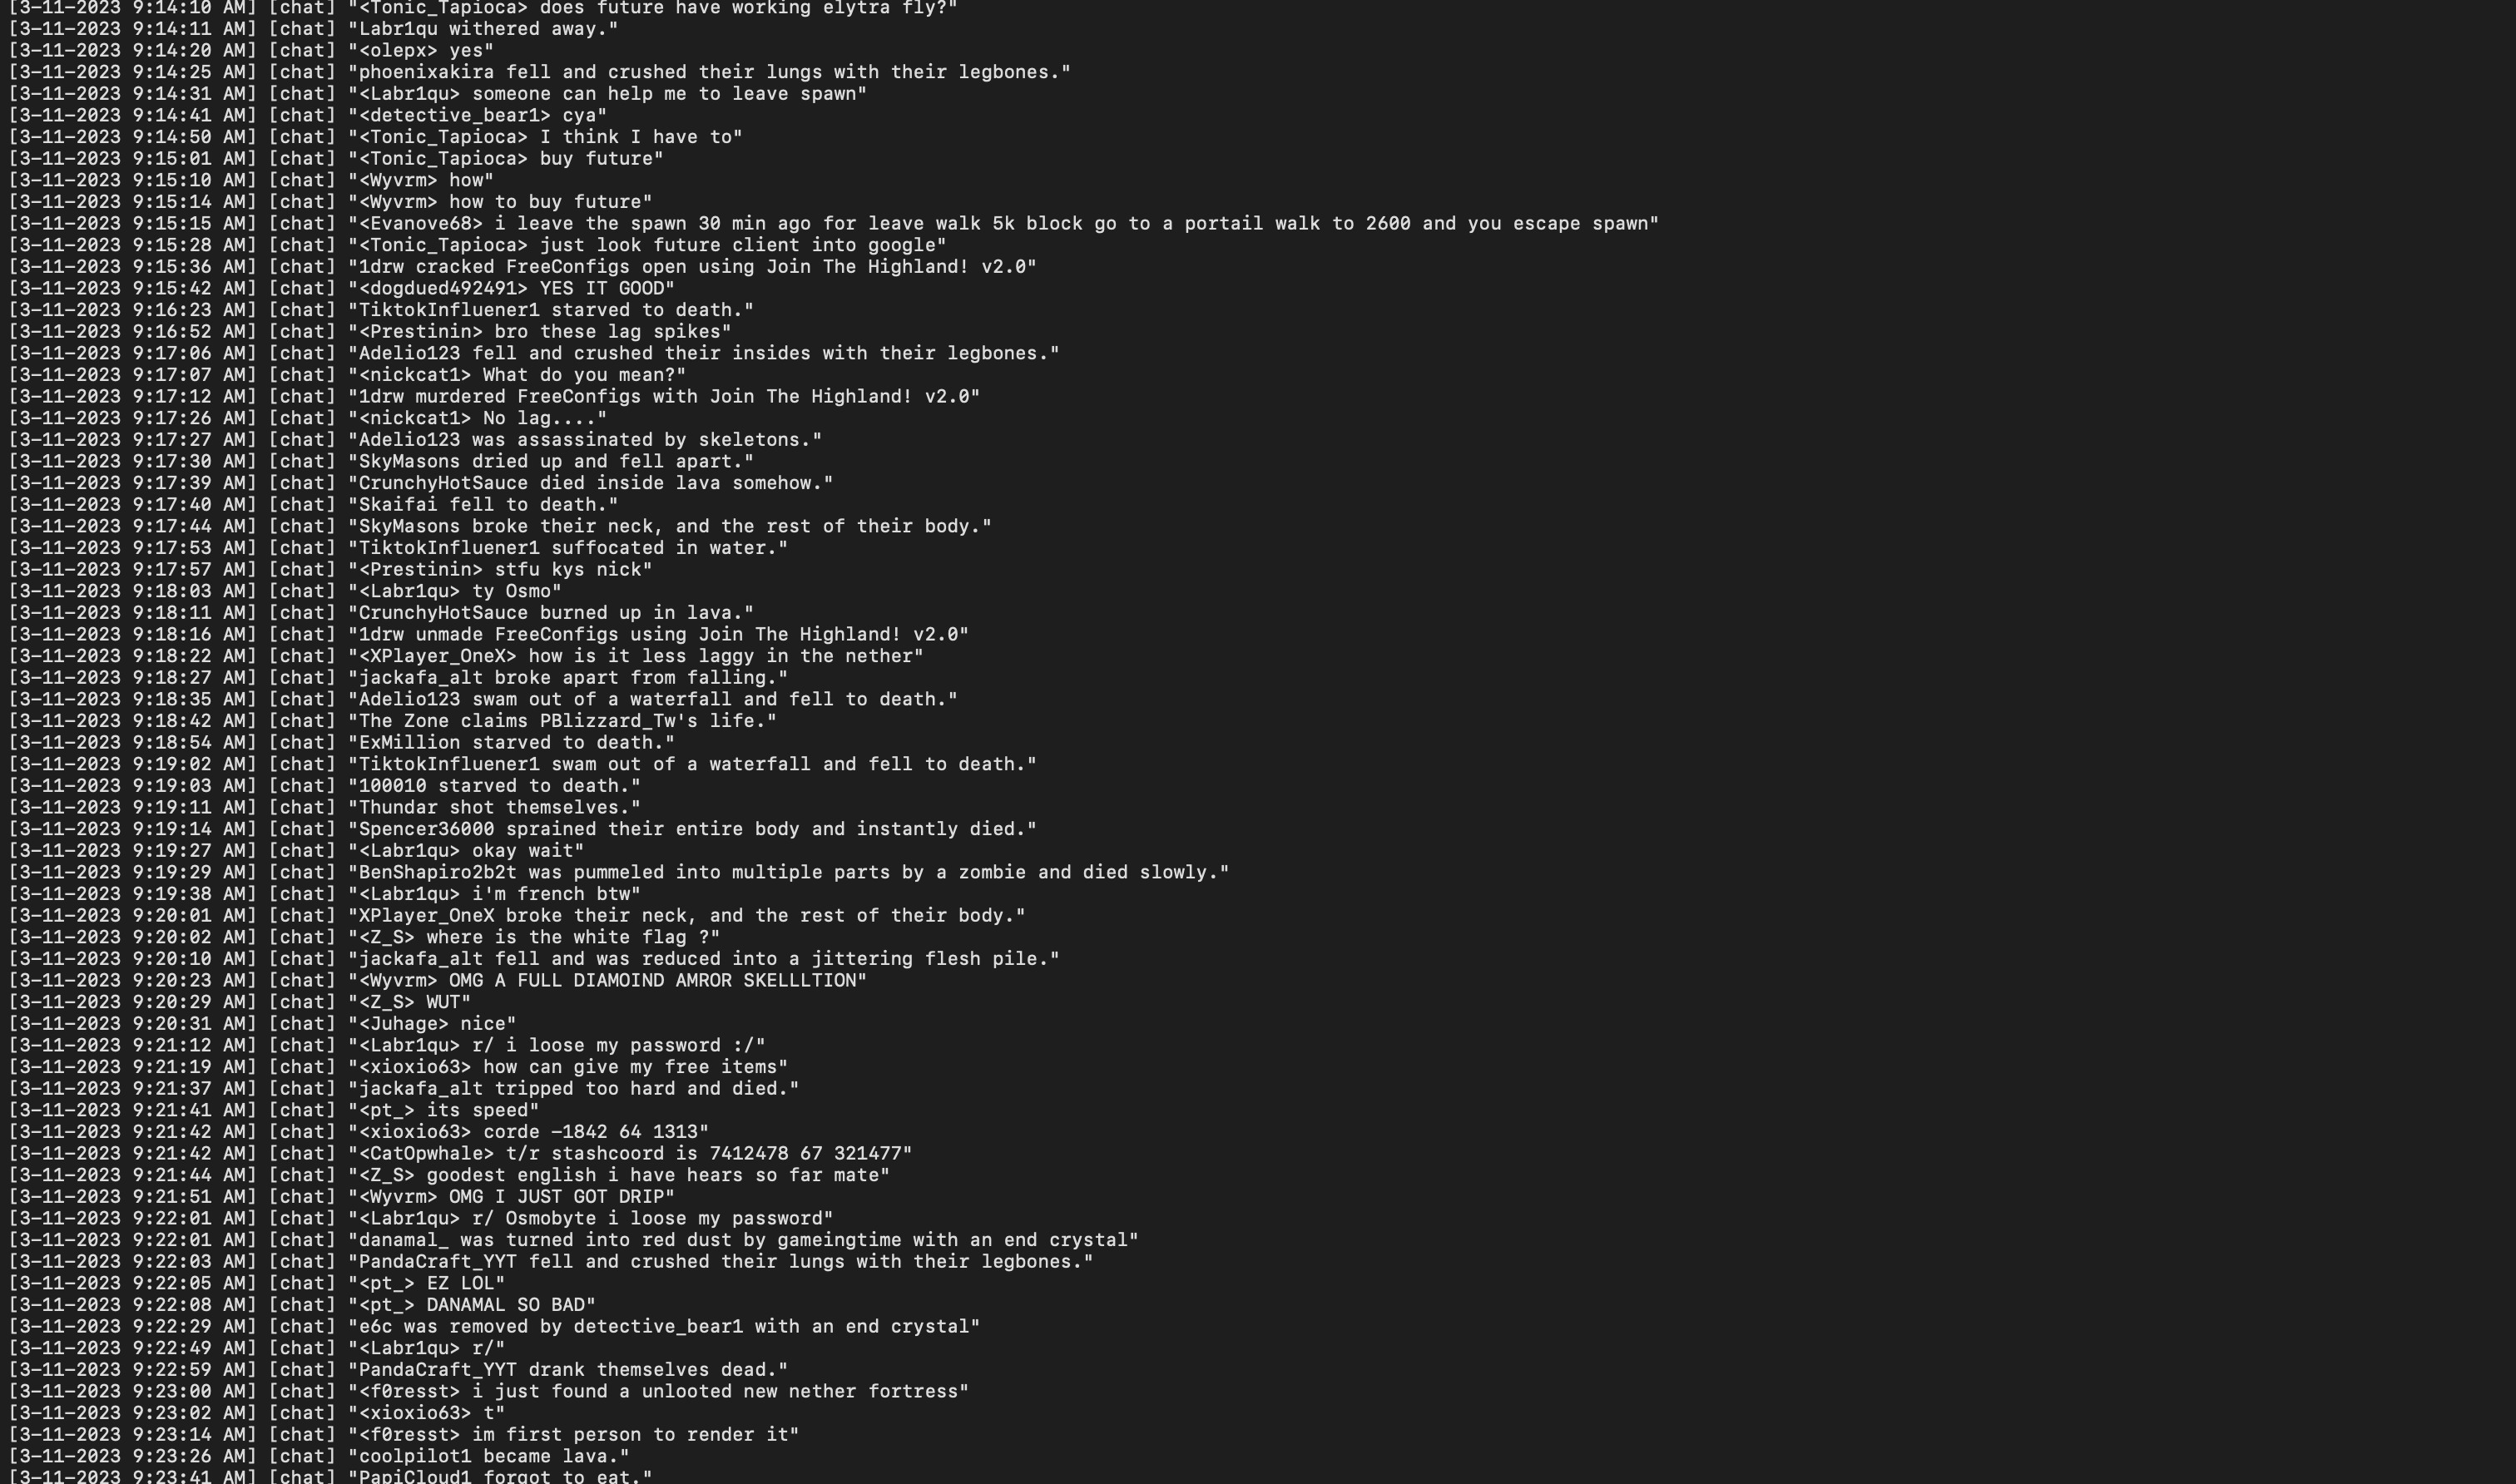 [3-11-2023 9:14:10 AM] [chat] "<Tonic_Tapioca> does future have working elytra fly?"
[3-11-2023 9:14:11 AM] [chat] "Labr1qu withered away."
[3-11-2023 9:14:20 AM] [chat] "<olepx> yes"
[3-11-2023 9:14:25 AM] [chat] "phoenixakira fell and crushed their lungs with their legbones."
[3-11-2023 9:14:31 AM] [chat] "<Labr1qu> someone can help me to leave spawn"
[3-11-2023 9:14:41 AM] [chat] "<detective_bear1> cya"
[3-11-2023 9:14:50 AM] [chat] "<Tonic_Tapioca> I think I have to"
[3-11-2023 9:15:01 AM] [chat] "<Tonic_Tapioca> buy future"
[3-11-2023 9:15:10 AM] [chat] "<Wyvrm> how"
[3-11-2023 9:15:14 AM] [chat] "<Wyvrm> how to buy future"
[3-11-2023 9:15:15 AM] [chat] "<Evanove68> i leave the spawn 30 min ago for leave walk 5k block go to a portail walk to 2600 and you escape spawn"
[3-11-2023 9:15:28 AM] [chat] "<Tonic_Tapioca> just look future client into google"
[3-11-2023 9:15:36 AM] [chat] "1drw cracked FreeConfigs open using Join The Highland! v2.0"
[3-11-2023 9:15:42 AM] [chat] "<dogdued492491> YES IT GOOD"
[3-11-2023 9:16:23 AM] [chat] "TiktokInfluener1 starved to death."
[3-11-2023 9:16:52 AM] [chat] "<Prestinin> bro these lag spikes"
[3-11-2023 9:17:06 AM] [chat] "Adelio123 fell and crushed their insides with their legbones."
[3-11-2023 9:17:07 AM] [chat] "<nickcat1> What do you mean?"
[3-11-2023 9:17:12 AM] [chat] "1drw murdered FreeConfigs with Join The Highland! v2.0"
[3-11-2023 9:17:26 AM] [chat] "<nickcat1> No lag...."
[3-11-2023 9:17:27 AM] [chat] "Adelio123 was assassinated by skeletons."
[3-11-2023 9:17:30 AM] [chat] "SkyMasons dried up and fell apart."
[3-11-2023 9:17:39 AM] [chat] "CrunchyHotSauce died inside lava somehow."
[3-11-2023 9:17:40 AM] [chat] "Skaifai fell to death."
[3-11-2023 9:17:44 AM] [chat] "SkyMasons broke their neck, and the rest of their body."
[3-11-2023 9:17:53 AM] [chat] "TiktokInfluener1 suffocated in water."
[3-11-2023 9:17:57 AM] [chat] "<Prestinin> stfu kys nick"
[3-11-2023 9:18:03 AM] [chat] "<Labr1qu> ty Osmo"
[3-11-2023 9:18:11 AM] [chat] "CrunchyHotSauce burned up in lava."
[3-11-2023 9:18:16 AM] [chat] "1drw unmade FreeConfigs using Join The Highland! v2.0"
[3-11-2023 9:18:22 AM] [chat] "<XPlayer_OneX> how is it less laggy in the nether"
[3-11-2023 9:18:27 AM] [chat] "jackafa_alt broke apart from falling."
[3-11-2023 9:18:35 AM] [chat] "Adelio123 swam out of a waterfall and fell to death."
[3-11-2023 9:18:42 AM] [chat] "The Zone claims PBlizzard_Tw's life."
[3-11-2023 9:18:54 AM] [chat] "ExMillion starved to death."
[3-11-2023 9:19:02 AM] [chat] "TiktokInfluener1 swam out of a waterfall and fell to death."
[3-11-2023 9:19:03 AM] [chat] "100010 starved to death."
[3-11-2023 9:19:11 AM] [chat] "Thundar shot themselves."
[3-11-2023 9:19:14 AM] [chat] "Spencer36000 sprained their entire body and instantly died."
[3-11-2023 9:19:27 AM] [chat] "<Labr1qu> okay wait"
[3-11-2023 9:19:29 AM] [chat] "BenShapiro2b2t was pummeled into multiple parts by a zombie and died slowly."
[3-11-2023 9:19:38 AM] [chat] "<Labr1qu> i'm french btw"
[3-11-2023 9:20:01 AM] [chat] "XPlayer_OneX broke their neck, and the rest of their body."
[3-11-2023 9:20:02 AM] [chat] "<Z_S> where is the white flag ?"
[3-11-2023 9:20:10 AM] [chat] "jackafa_alt fell and was reduced into a jittering flesh pile."
[3-11-2023 9:20:23 AM] [chat] "<Wyvrm> OMG A FULL DIAMOIND AMROR SKELLLTION"
[3-11-2023 9:20:29 AM] [chat] "<Z_S> WUT"
[3-11-2023 9:20:31 AM] [chat] "<Juhage> nice"
[3-11-2023 9:21:12 AM] [chat] "<Labr1qu> r/ i loose my password :/"
[3-11-2023 9:21:19 AM] [chat] "<xioxio63> how can give my free items"
[3-11-2023 9:21:37 AM] [chat] "jackafa_alt tripped too hard and died."
[3-11-2023 9:21:41 AM] [chat] "<pt_> its speed"
[3-11-2023 9:21:42 AM] [chat] "<xioxio63> corde -1842 64 1313"
[3-11-2023 9:21:42 AM] [chat] "<CatOpwhale> t/r stashcoord is 7412478 67 321477"
[3-11-2023 9:21:44 AM] [chat] "<Z_S> goodest english i have hears so far mate"
[3-11-2023 9:21:51 AM] [chat] "<Wyvrm> OMG I JUST GOT DRIP"
[3-11-2023 9:22:01 AM] [chat] "<Labr1qu> r/ Osmobyte i loose my password"
[3-11-2023 9:22:01 AM] [chat] "danamal_ was turned into red dust by gameingtime with an end crystal"
[3-11-2023 9:22:03 AM] [chat] "PandaCraft_YYT fell and crushed their lungs with their legbones."
[3-11-2023 9:22:05 AM] [chat] "<pt_> EZ LOL"
[3-11-2023 9:22:08 AM] [chat] "<pt_> DANAMAL SO BAD"
[3-11-2023 9:22:29 AM] [chat] "e6c was removed by detective_bear1 with an end crystal"
[3-11-2023 9:22:49 AM] [chat] "<Labr1qu> r/"
[3-11-2023 9:22:59 AM] [chat] "PandaCraft_YYT drank themselves dead."
[3-11-2023 9:23:00 AM] [chat] "<f0resst> i just found a unlooted new nether fortress"
[3-11-2023 9:23:02 AM] [chat] "<xioxio63> t"
[3-11-2023 9:23:14 AM] [chat] "<f0resst> im first person to render it"
[3-11-2023 9:23:26 AM] [chat] "coolpilot1 became lava."
[3-11-2023 9:23:41 AM] [chat] "PapiCloud1 forgot to eat."